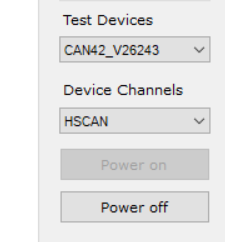 Test Devices
CAN42_V26243
Device Channels
HSCAN
Power on
Power off